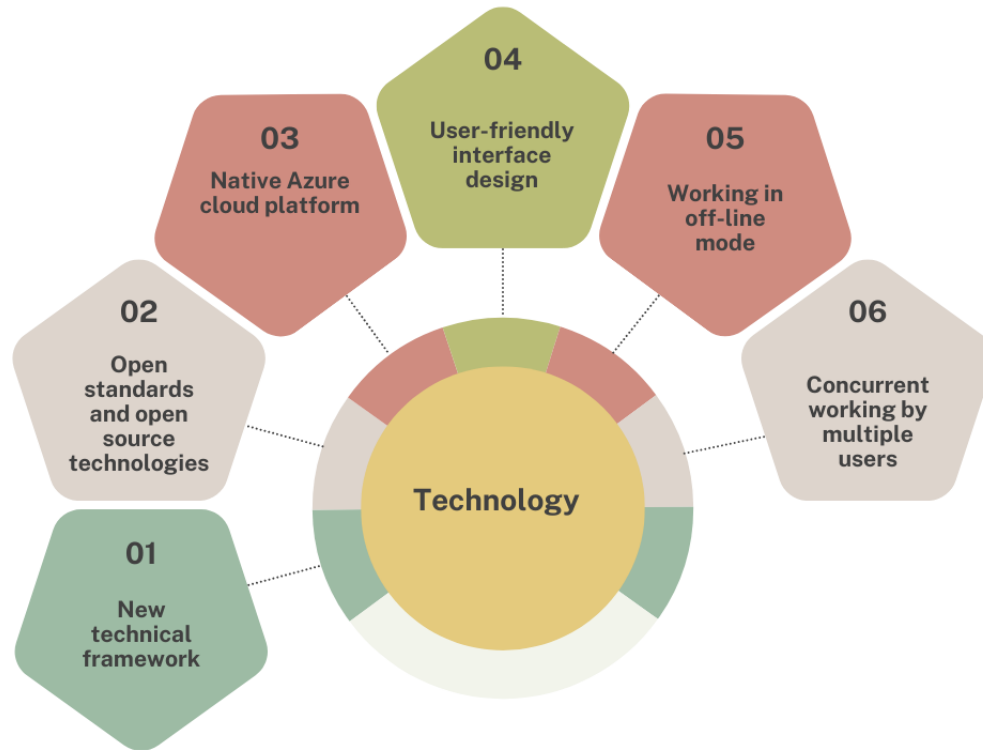 01
New
technical
framework
02
Open
standards
and open
source
technologies
03
Native Azure
cloud platform
04
User-friendly
interface
design
05
Working in
off-line
mode
06
Concurrent
working by
multiple
users
Technology